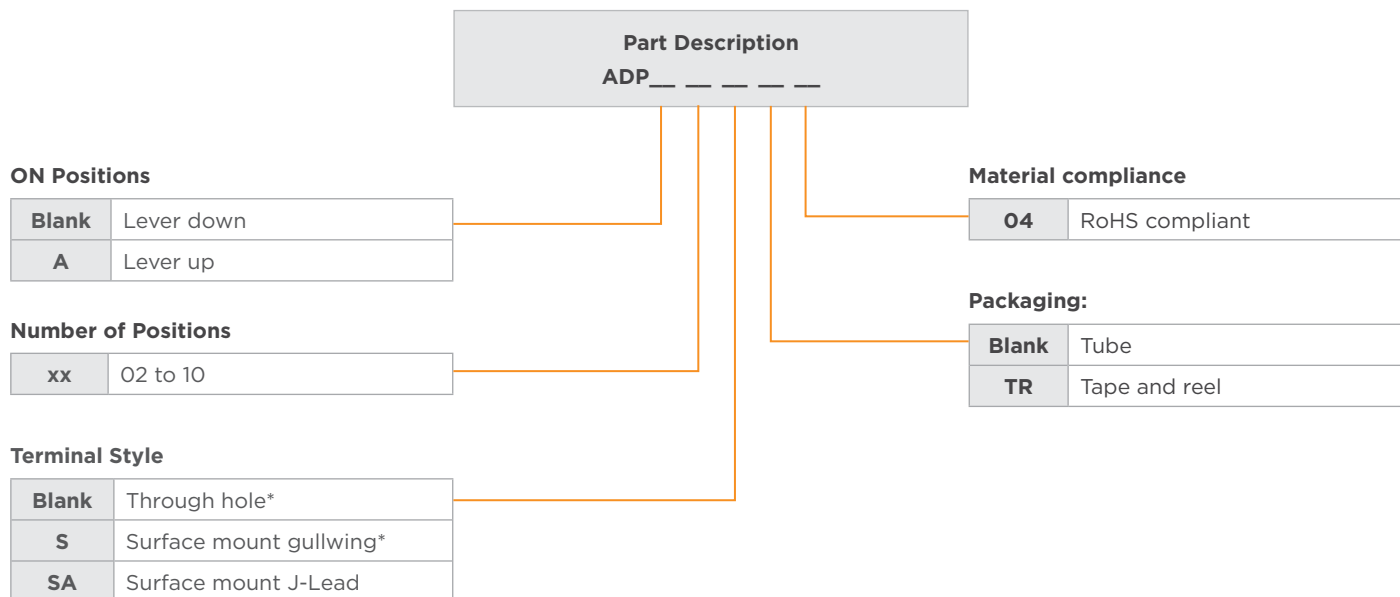 Part Description
ADP__ __ __ __ __
ON Positions
Blank Lever down
A Lever up
Number of Positions
xx 02 to 10
Terminal Style
Blank Through hole*
S Surface mount gullwing*
SA Surface mount J-Lead
Material compliance
04 RoHS compliant
Packaging:
Blank Tube
TR Tape and reel